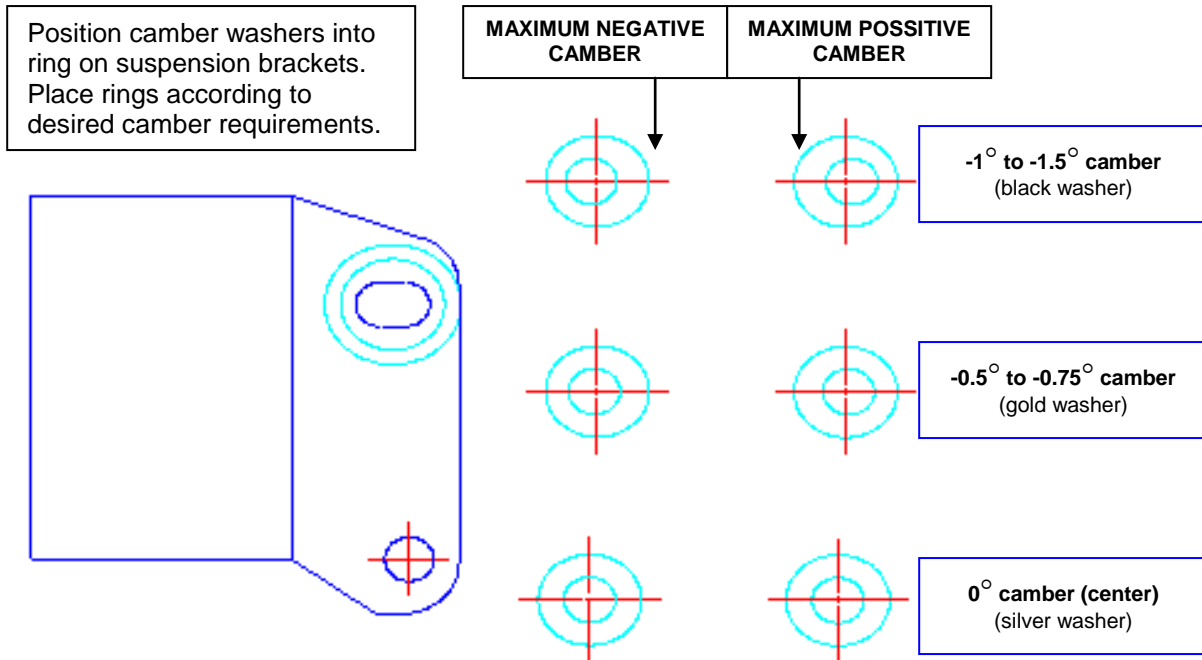 Position camber washers into
ring on suspension brackets.
Place rings according to
desired camber requirements.
MAXIMUM NEGATIVE
CAMBER
MAXIMUM POSSITIVE
CAMBER
-1° to -1.5° camber
(black washer)
-0.5° to -0.75° camber
(gold washer)
0° camber (center)
(silver washer)